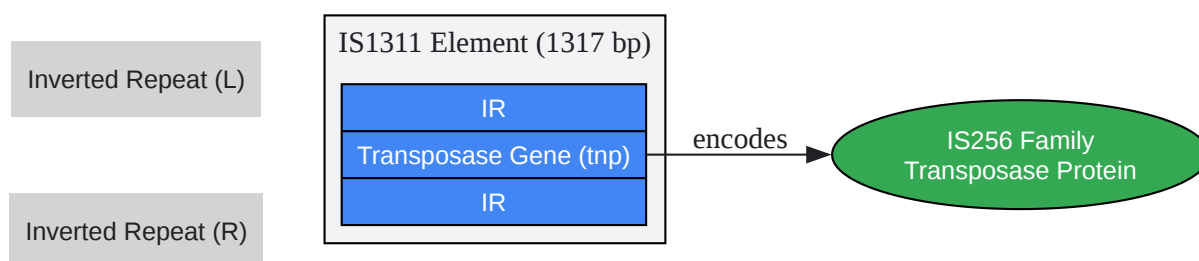 Inverted Repeat (L)
Inverted Repeat (R)
IS1311 Element (1317 bp)
IR
Transposase Gene (tnp)
IR
encodes
IS256 Family
Transposase Protein